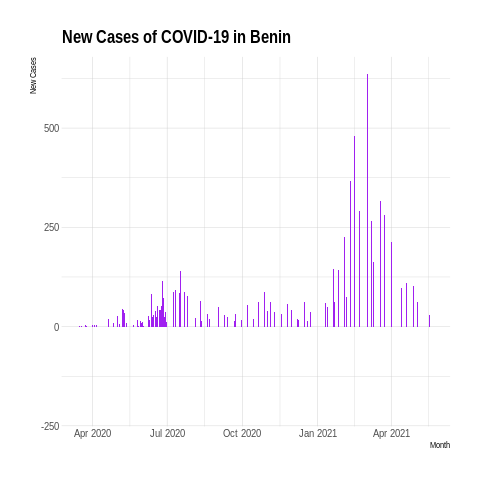 New Cases of COVID-19 in Benin
New Cases
500
250
0
-250
Apr 2020 Jul 2020 Oct 2020 Jan 2021 Apr 2021
Month